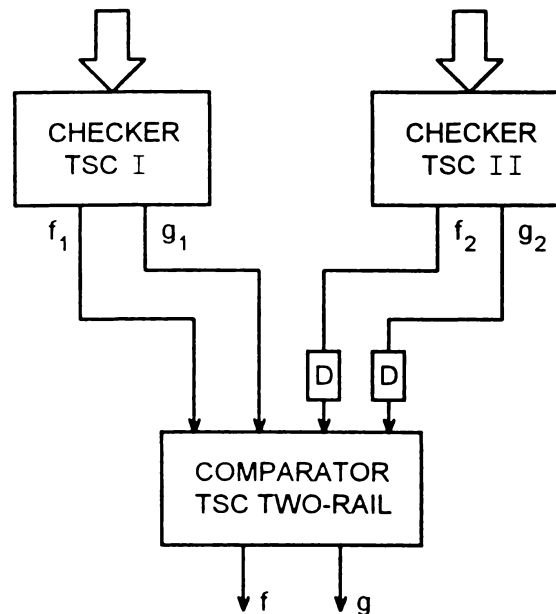 CHECKER
TSC I
CHECKER
TSC II
f1 g1
f2 g2
D D
COMPARATOR
TSC TWO-RAIL
f g